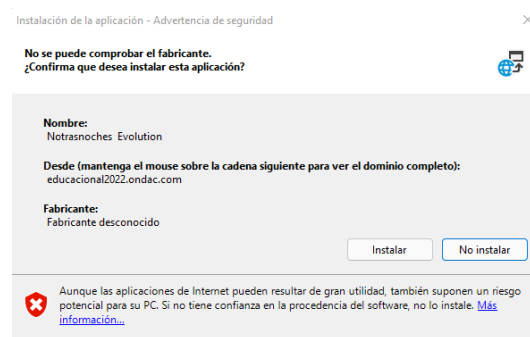 Instalación de la aplicación - Advertencia de seguridad
No se puede comprobar el fabricante.
¿Confirma que desea instalar esta aplicación?
Nombre:
Notrasnoches Evolution
Desde (mantenga el mouse sobre la cadena siguiente para ver el dominio completo):
educacional2022.ondac.com
Fabricante:
Fabricante desconocido
Instalar No instalar
Aunque las aplicaciones de Internet pueden resultar de gran utilidad, también suponen un riesgo
potencial para su PC. Si no tiene confianza en la procedencia del software, no lo instale. Más
información...